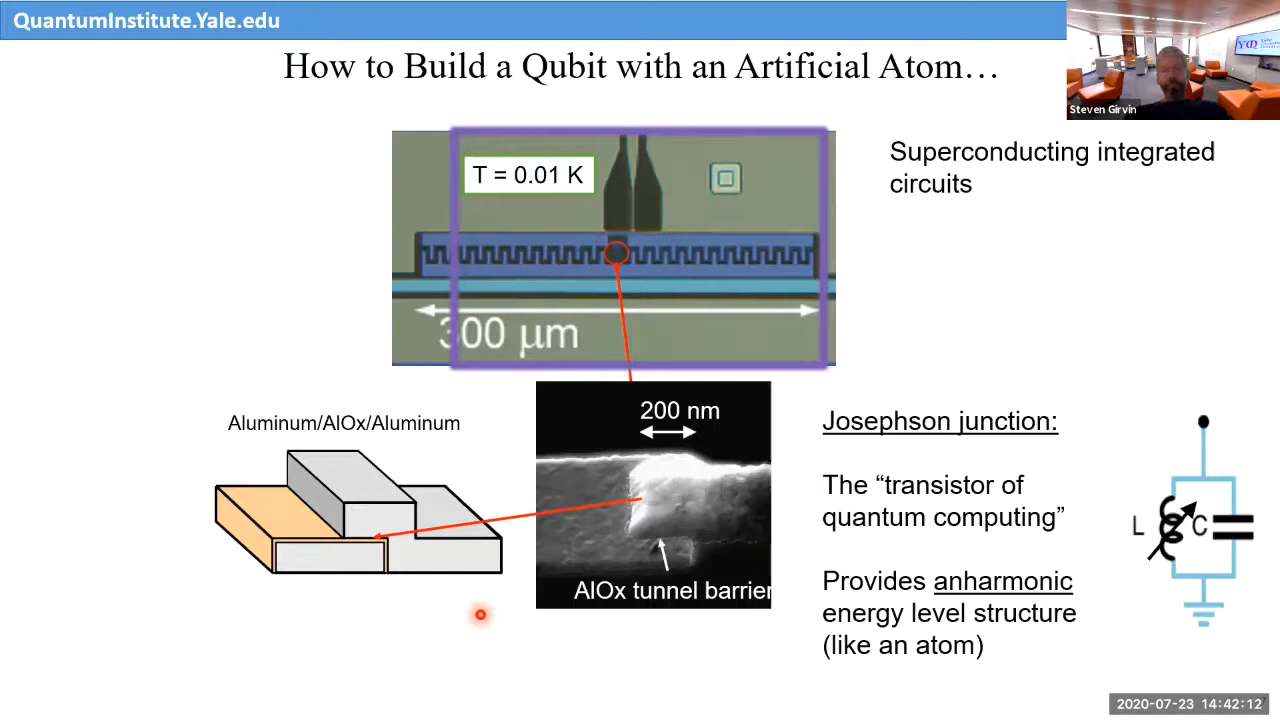 QuantumInstitute.Yale.edu
How to Build a Qubit with an Artificial Atom…
Steven Girvin
T = 0.01 K
300 μm
Superconducting integrated
circuits
Aluminum/AlOx/Aluminum
200 nm
AlOx tunnel barrier
Josephson junction:
The “transistor of
quantum computing”
Provides anharmonic
energy level structure
(like an atom)
L
C
2020-07-23 14:42:12
7